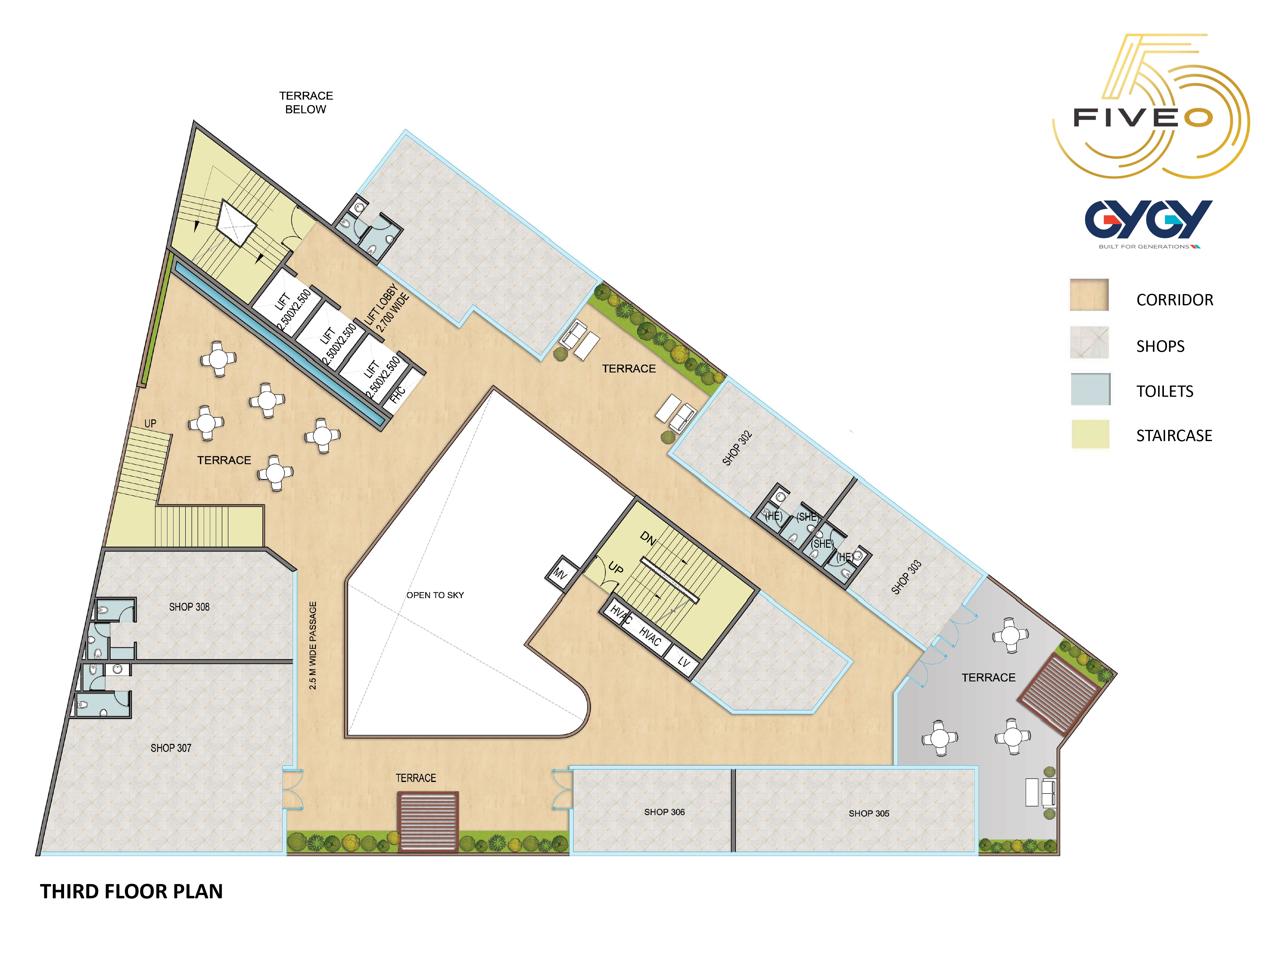 TERRACE
BELOW
50
FIVEO
GYGY
BUILT FOR GENERATIONS
CORRIDOR
SHOPS
TOILETS
STAIRCASE
LIFT
2.500X2.500
LIFT
2.500X2.500
LIFT
2.500X2.500
FHC
LIFT LOBBY
2.700 WIDE
TERRACE
UP
TERRACE
SHOP 302
(HE)
(SHE)
(SHE)
(HE)
SHOP 303
DN
UP
MV
HVAC
HVAC
LV
OPEN TO SKY
SHOP 308
2.5 M WIDE PASSAGE
TERRACE
SHOP 307
TERRACE
SHOP 306
SHOP 305
THIRD FLOOR PLAN